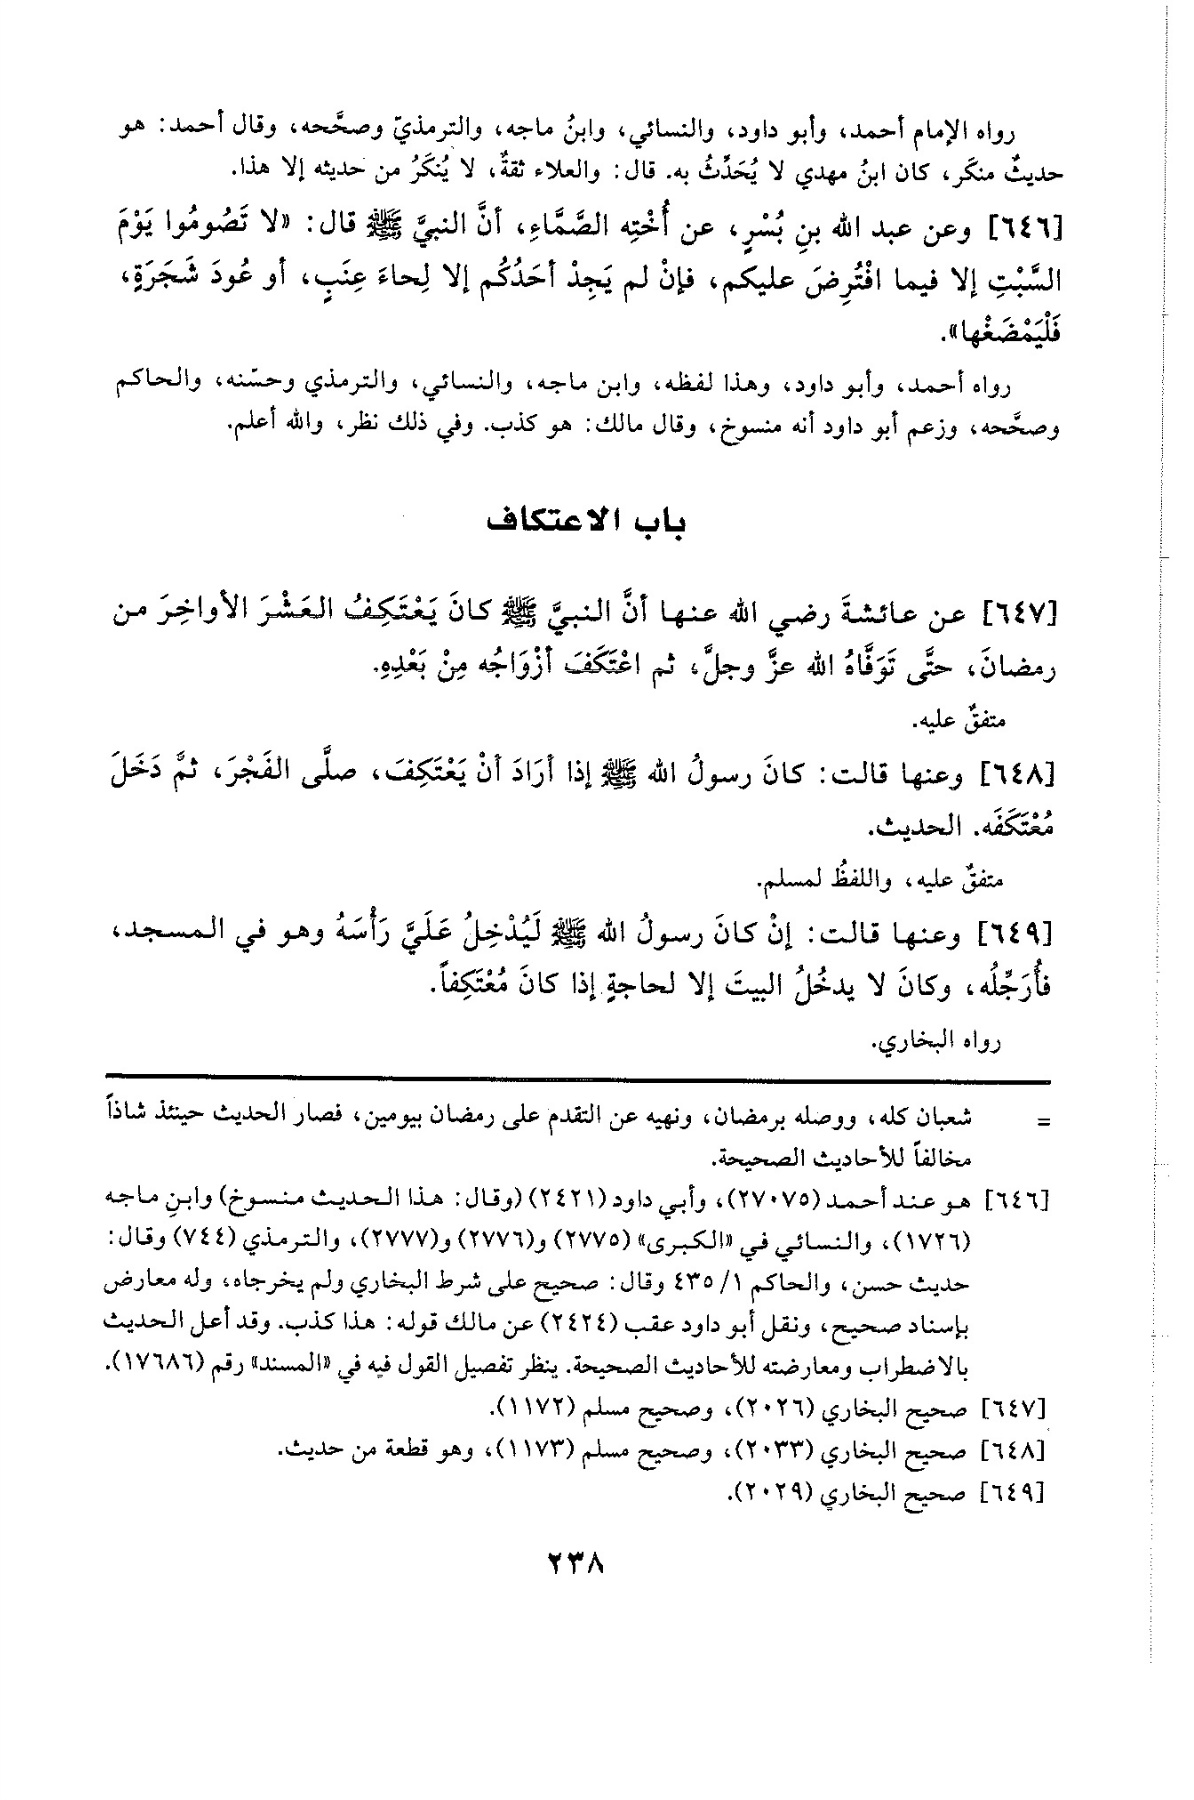 رواه الإمام أحمد، وأبو داود، والنسائي، وابنُ ماجه، والترمذيّ وصحَّحه، وقال أحمد: هو
حديثٌ منكَر، كان ابنُ مهدي لا يُحَدِّثُ به. قال: والعلاء ثقةٌ، لا يُنكَرُ من حديثه إلا هذا.
[٦٤٦] وعن عبد الله بنِ بُسْرٍ، عن أُخْتِه الصَّمَّاءِ، أنَّ النبيَّ ﷺ قال: «لا تَصُومُوا يَوْمَ
السَّبْتِ إلا فيما افْتُرِضَ عليكم، فإنْ لم يَجِدْ أحَدُكُم إلا لِحاءَ عِنَبٍ، أو عُودَ شَجَرَةٍ،
فَلْيَمْضَغْها».
رواه أحمد، وأبو داود، وهذا لفظه، وابن ماجه، والنسائي، والترمذي وحسّنه، والحاكم
وصحَّحه، وزعم أبو داود أنه منسوخ، وقال مالك: هو كذب. وفي ذلك نظر، والله أعلم.
باب الاعتكاف
[٦٤٧] عن عائشةَ رضي الله عنها أنَّ النبيَّ ﷺ كانَ يَعْتَكِفُ العَشْرَ الأواخِرَ من
رمضانَ، حتَّى تَوَفَّاهُ الله عزَّ وجلَّ، ثم اعْتَكَفَ أزْوَاجُه مِنْ بَعْدِهِ.
متفقٌ عليه.
[٦٤٨] وعنها قالت: كانَ رسولُ الله ﷺ إذا أرَادَ أنْ يَعْتَكِفَ، صلَّى الفَجْرَ، ثمَّ دَخَلَ
مُعْتَكَفَه. الحديث.
متفقٌ عليه، واللفظُ لمسلم.
[٦٤٩] وعنها قالت: إنْ كانَ رسولُ الله ﷺ لَيُدْخِلُ عَلَيَّ رَأْسَهُ وهو في المسجد،
فأُرَجِّلُه، وكانَ لا يدخُلُ البيتَ إلا لحاجةٍ إذا كانَ مُعْتَكِفاً.
رواه البخاري.
= شعبان كله، ووصله برمضان، ونهيه عن التقدم على رمضان بيومين، فصار الحديث حينئذ شاذاً
مخالفاً للأحاديث الصحيحة.
[٦٤٦] هو عند أحمد (٢٧٠٧٥)، وأبي داود (٢٤٢١) (وقال: هذا الحديث منسوخ) وابنِ ماجه
(١٧٢٦)، والنسائي في «الكبرى» (٢٧٧٥) و(٢٧٧٦) و(٢٧٧٧)، والترمذي (٧٤٤) وقال:
حديث حسن، والحاكم ١/ ٤٣٥ وقال: صحيح على شرط البخاري ولم يخرجاه، وله معارض
بإسناد صحيح، ونقل أبو داود عقب (٢٤٢٤) عن مالك قوله: هذا كذب. وقد أعل الحديث
بالاضطراب ومعارضته للأحاديث الصحيحة. ينظر تفصيل القول فيه في «المسند» رقم (١٧٦٨٦).
[٦٤٧] صحيح البخاري (٢٠٢٦)، وصحيح مسلم (١١٧٢).
[٦٤٨] صحيح البخاري (٢٠٣٣)، وصحيح مسلم (١١٧٣)، وهو قطعة من حديث.
[٦٤٩] صحيح البخاري (٢٠٢٩).
٢٣٨